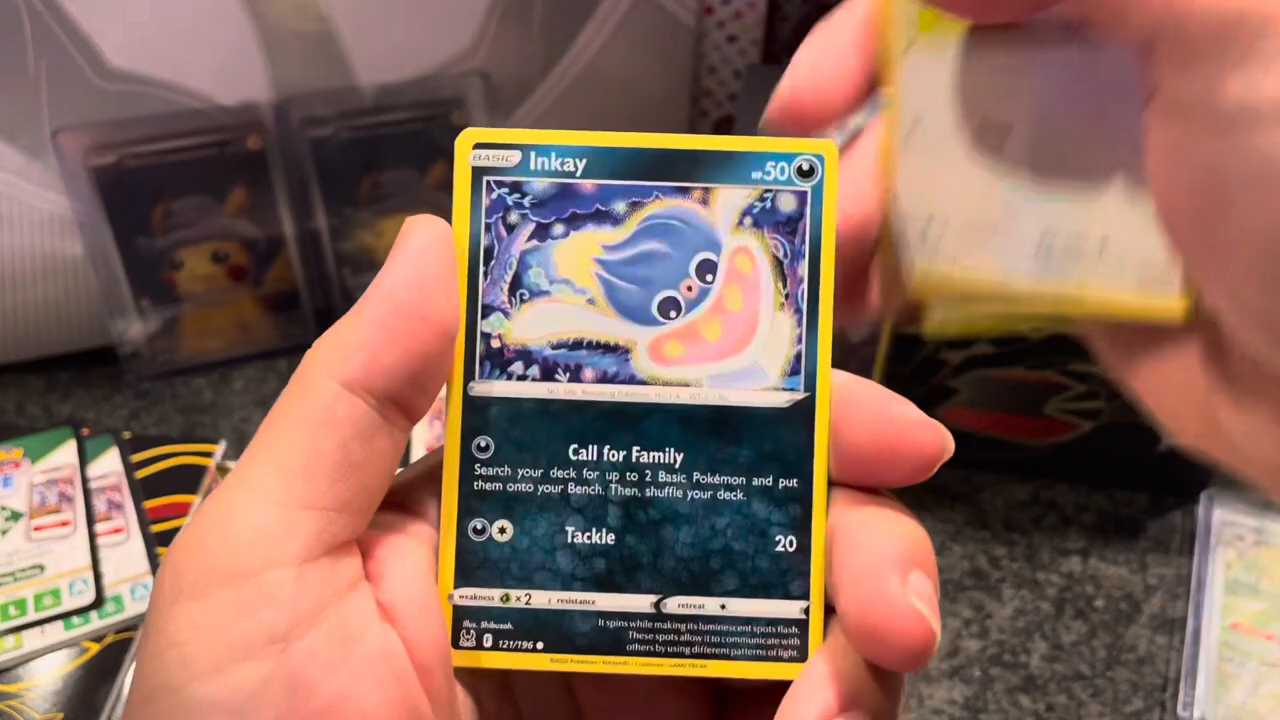 BASIC Inkay HP 50
Call for Family
Search your deck for up to 2 Basic Pokémon and put
them onto your Bench. Then, shuffle your deck.
Tackle 20
weakness ×2 resistance retreat
Illus. Shibuzoh.
It spins while making its luminescent spots flash.
These spots allow it to communicate with
others by using different patterns of light.
F 121/196